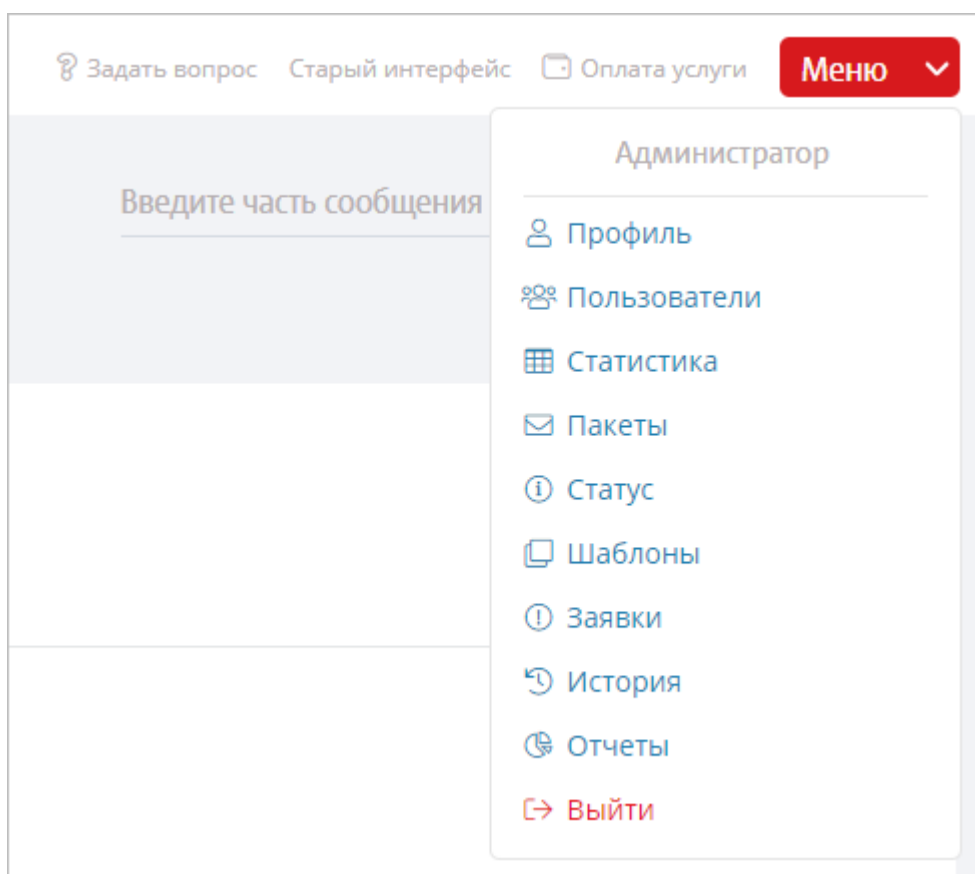 Задать вопрос Старый интерфейс Оплата услуги Меню
Администратор
Введите часть сообщения
Профиль
Пользователи
Статистика
Пакеты
Статус
Шаблоны
Заявки
История
Отчеты
Выйти